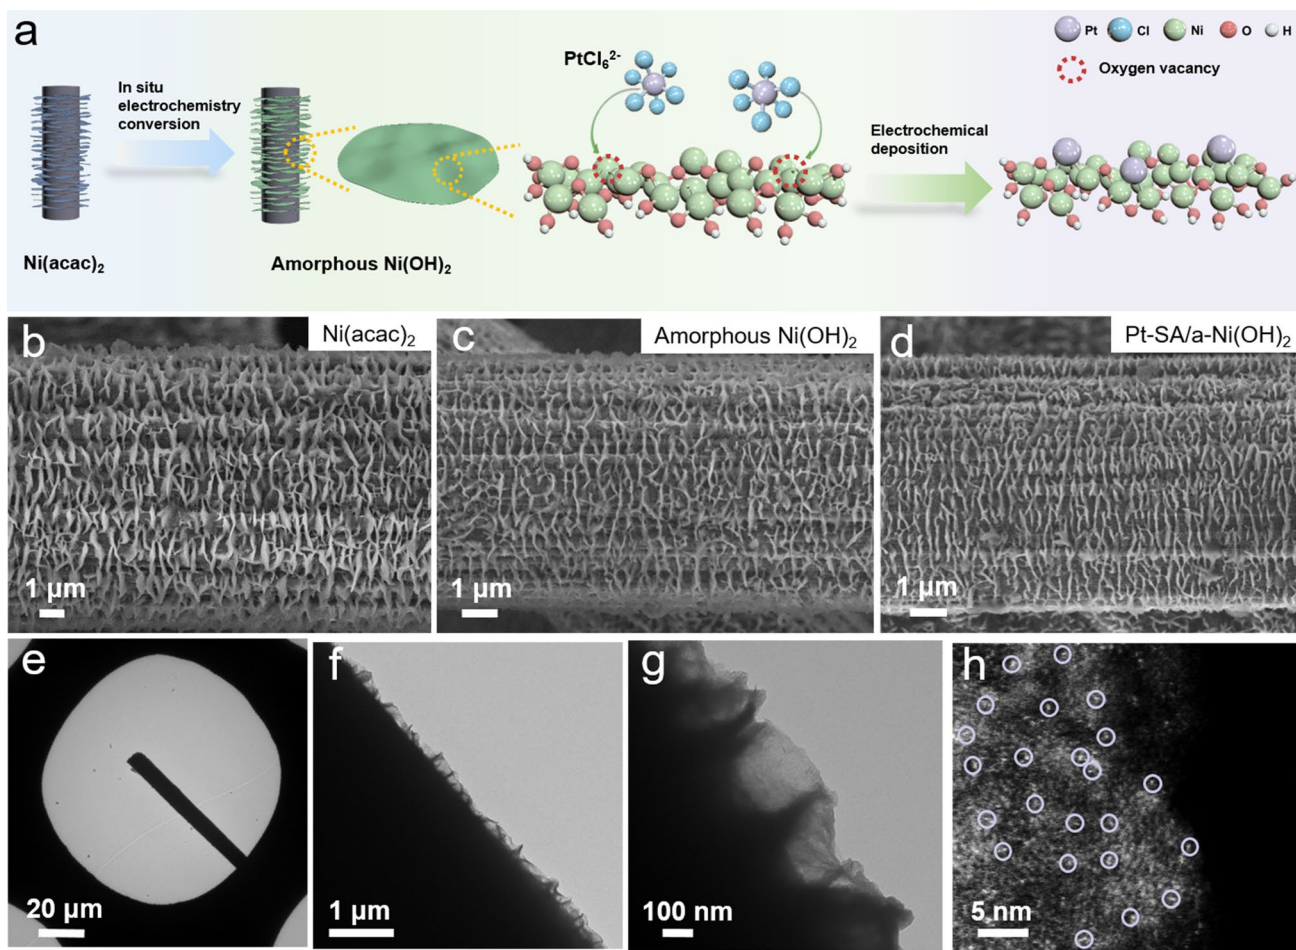 a
Pt Cl Ni O H
Oxygen vacancy
PtCl₆²⁻
In situ
electrochemistry
conversion
Electrochemical
deposition
Ni(acac)₂
Amorphous Ni(OH)₂
b
Ni(acac)₂
1 μm
c
Amorphous Ni(OH)₂
1 μm
d
Pt-SA/a-Ni(OH)₂
1 μm
e
20 μm
f
1 μm
g
100 nm
h
5 nm